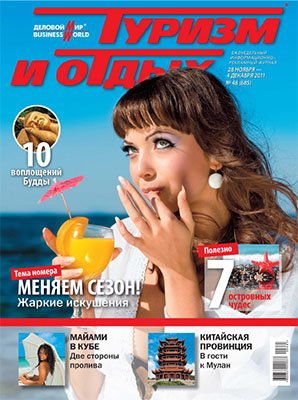 ДЕЛОВОЙ МИР
BUSINESS WORLD
ТУРИЗМ
И ОТДЫХ
ЕЖЕНЕДЕЛЬНЫЙ
ИНФОРМАЦИОННО-
РЕКЛАМНЫЙ ЖУРНАЛ
28 НОЯБРЯ —
4 ДЕКАБРЯ 2011
№ 48 (685)
10
воплощений
Будды
Тема номера
МЕНЯЕМ СЕЗОН!
Жаркие искушения
Полезно
7
островных
чудес
МАЙАМИ
В КУБЕ
Две стороны
пролива
КИТАЙСКАЯ
ПРОВИНЦИЯ
В гости
к Мулан